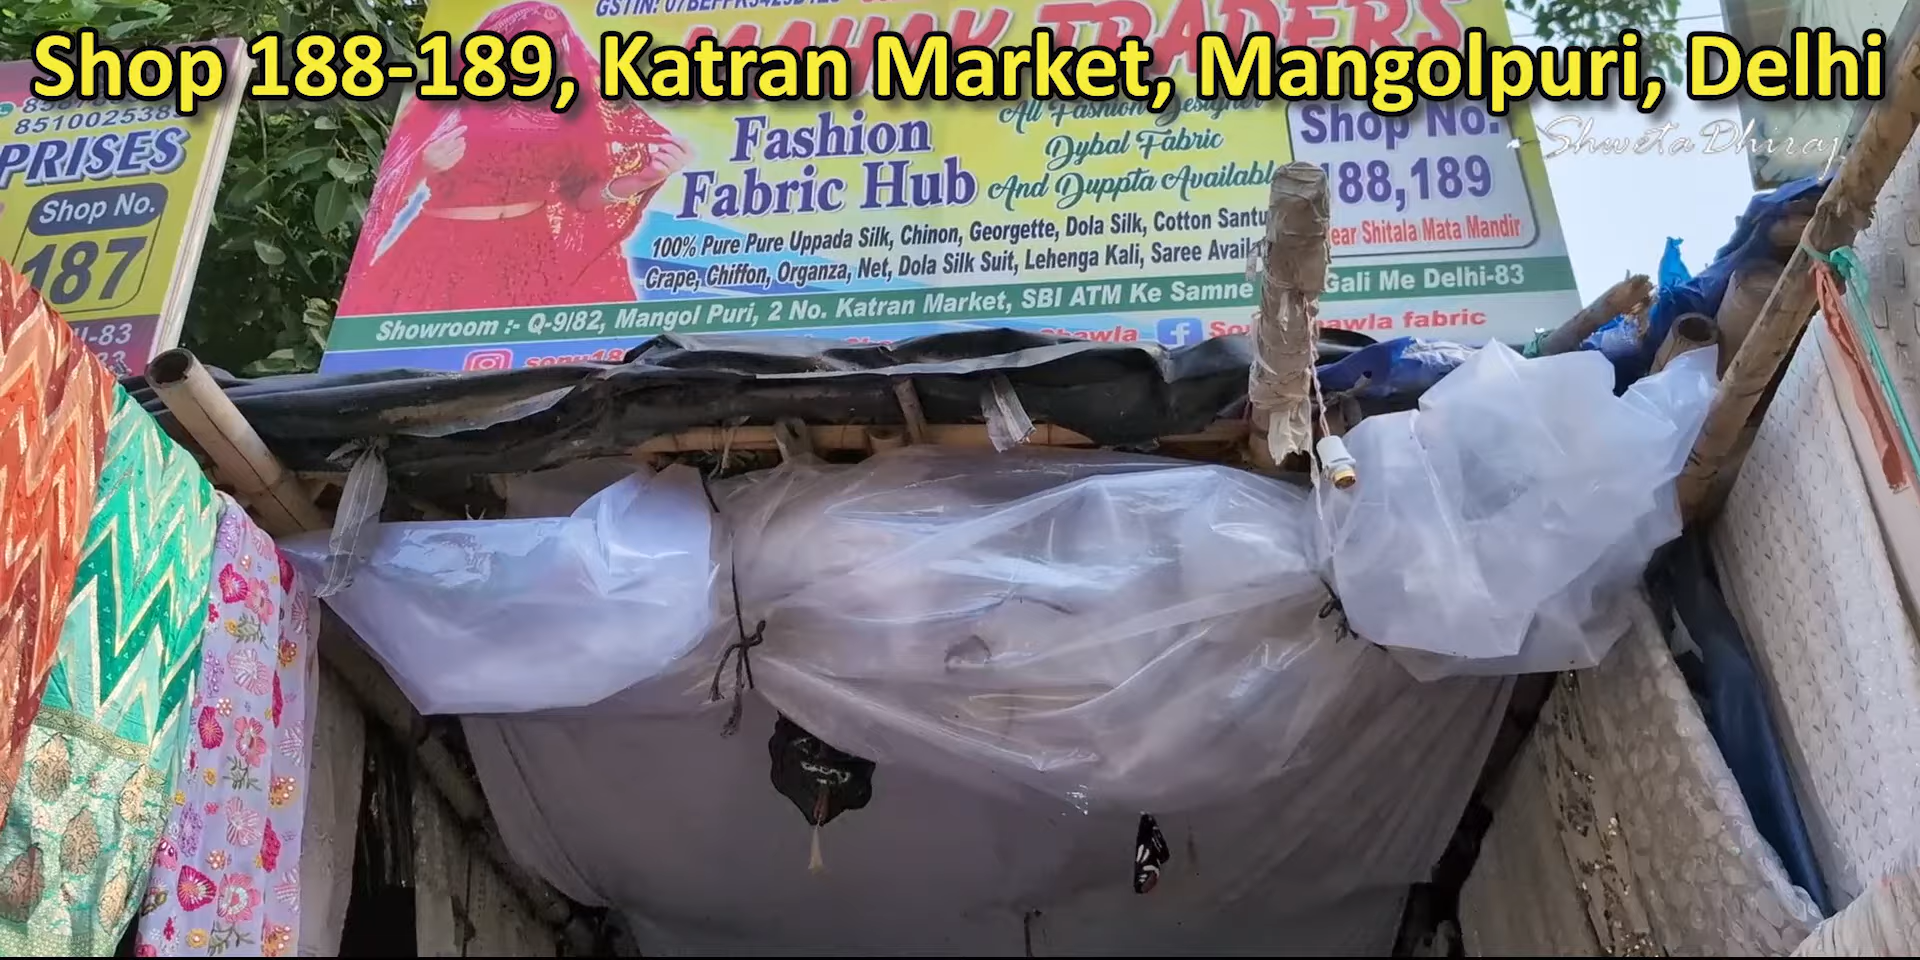 Shop 188-189, Katran Market, Mangolpuri, Delhi
Shweta Dhiraj
GSTIN:
MAHAK TRADERS
Fashion
Fabric Hub
All Fashion Designer
Dybal Fabric
And Duppta Available
Shop No.
188,189
Near Shitala Mata Mandir
100% Pure Pure Uppada Silk, Chinon, Georgette, Dola Silk, Cotton
Crape, Chiffon, Organza, Net, Dola Silk Suit, Lehenga Kali, Saree
Showroom :- Q-9/82, Mangol Puri, 2 No. Katran Market, SBI ATM Ke Samne Gali Me Delhi-83
fabric
PRISES
Shop No.
187